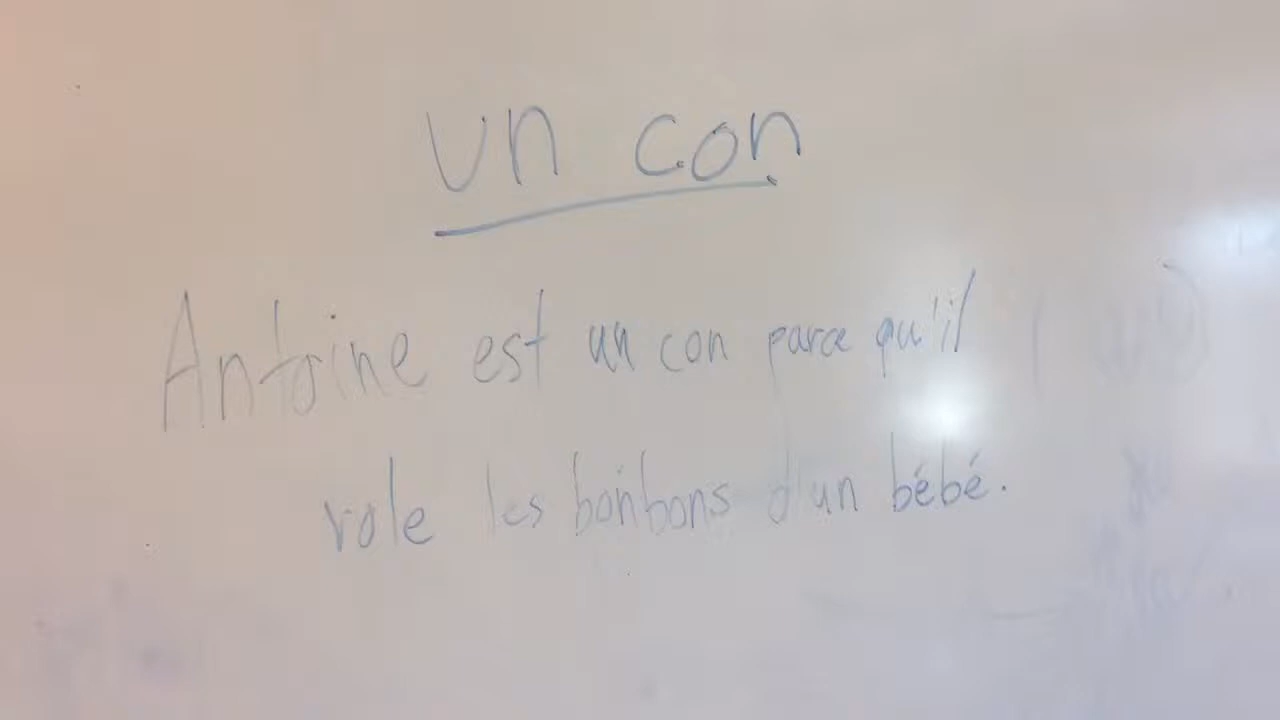 un con
Antoine est un con parce qu'il
vole les bonbons d'un bébé.